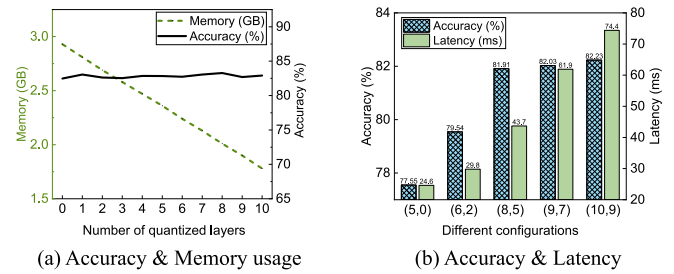 Memory (GB)
Accuracy (%)
3.0
2.5
2.0
1.5
Memory (GB)
90
85
80
75
70
65
Accuracy (%)
0 1 2 3 4 5 6 7 8 9 10
Number of quantized layers
(a) Accuracy & Memory usage
Accuracy (%)
Latency (ms)
84
82
80
78
Accuracy (%)
80
70
60
50
40
30
20
Latency (ms)
77,55 24,6
79,54 29,8
81,91 43,7
82,03 61,9
82,23 74,4
(5,0) (6,2) (8,5) (9,7) (10,9)
Different configurations
(b) Accuracy & Latency